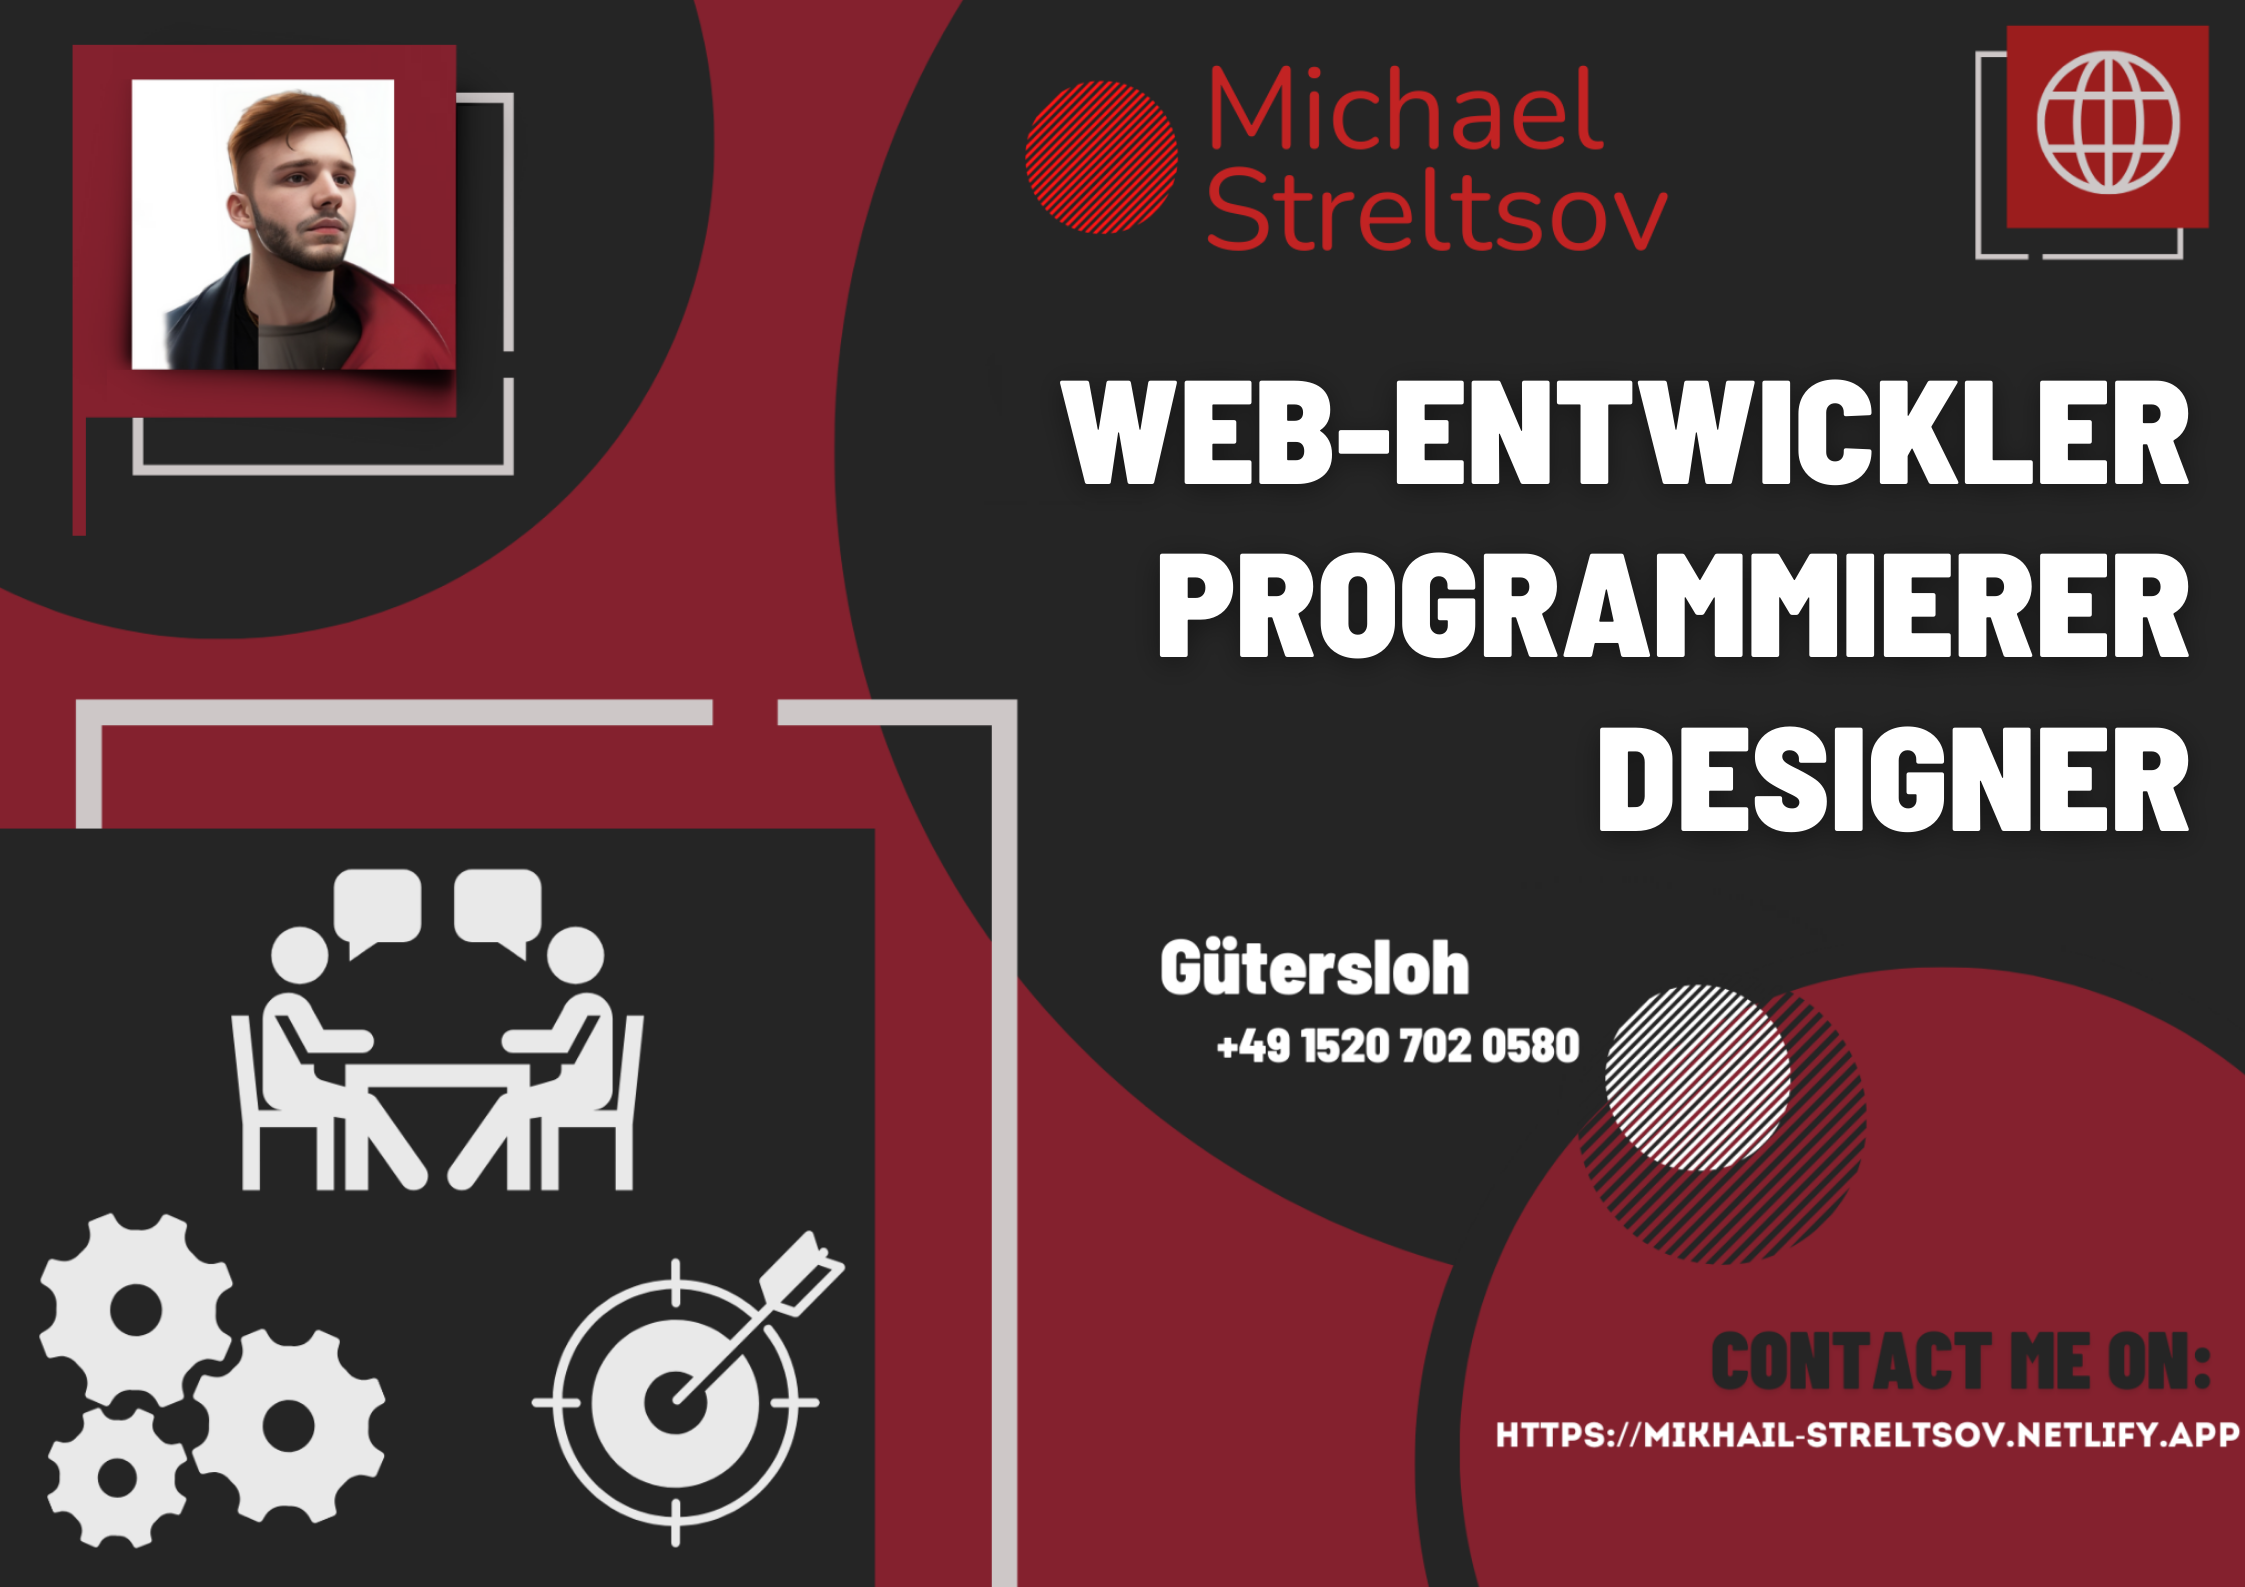 Michael
Streltsov
WEB-ENTWICKLER
PROGRAMMIERER
DESIGNER
Gütersloh
+49 1520 702 0580
CONTACT ME ON:
HTTPS://MIKHAIL-STRELTSOV.NETLIFY.APP